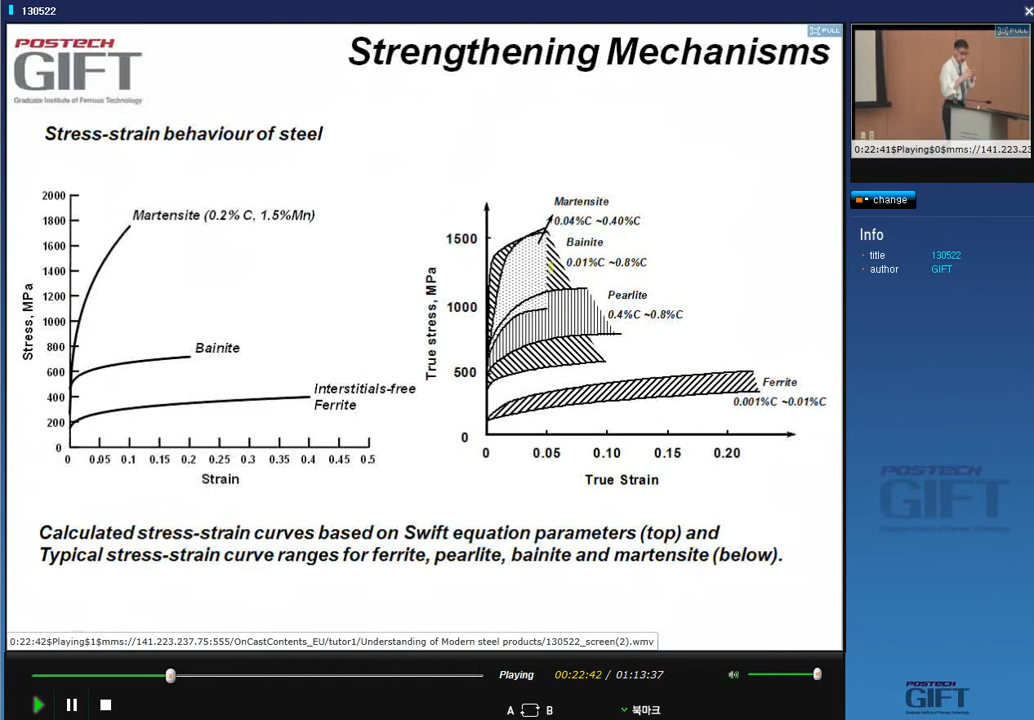 130522
POSTECH
GIFT
Graduate Institute of Ferrous Technology
Strengthening Mechanisms
FULL
Stress-strain behaviour of steel
2000
1800
1600
1400
1200
1000
800
600
400
200
0
Stress, MPa
Martensite (0.2% C, 1.5%Mn)
Bainite
Interstitials-free
Ferrite
0 0.05 0.1 0.15 0.2 0.25 0.3 0.35 0.4 0.45 0.5
Strain
1500
1000
500
0
True stress, MPa
Martensite
0.04%C ~0.40%C
Bainite
0.01%C ~0.8%C
Pearlite
0.4%C ~0.8%C
Ferrite
0.001%C ~0.01%C
0 0.05 0.10 0.15 0.20
True Strain
Calculated stress-strain curves based on Swift equation parameters (top) and
Typical stress-strain curve ranges for ferrite, pearlite, bainite and martensite (below).
0:22:42$Playing$1$mms://141.223.237.75:555/OnCastContents_EU/tutor1/Understanding of Modern steel products/130522_screen(2).wmv
Playing 00:22:42 / 01:13:37
A B 북마크
FULL
0:22:41$Playing$0$mms://141.223.23
change
Info
title 130522
author GIFT
POSTECH
GIFT
POSTECH
GIFT